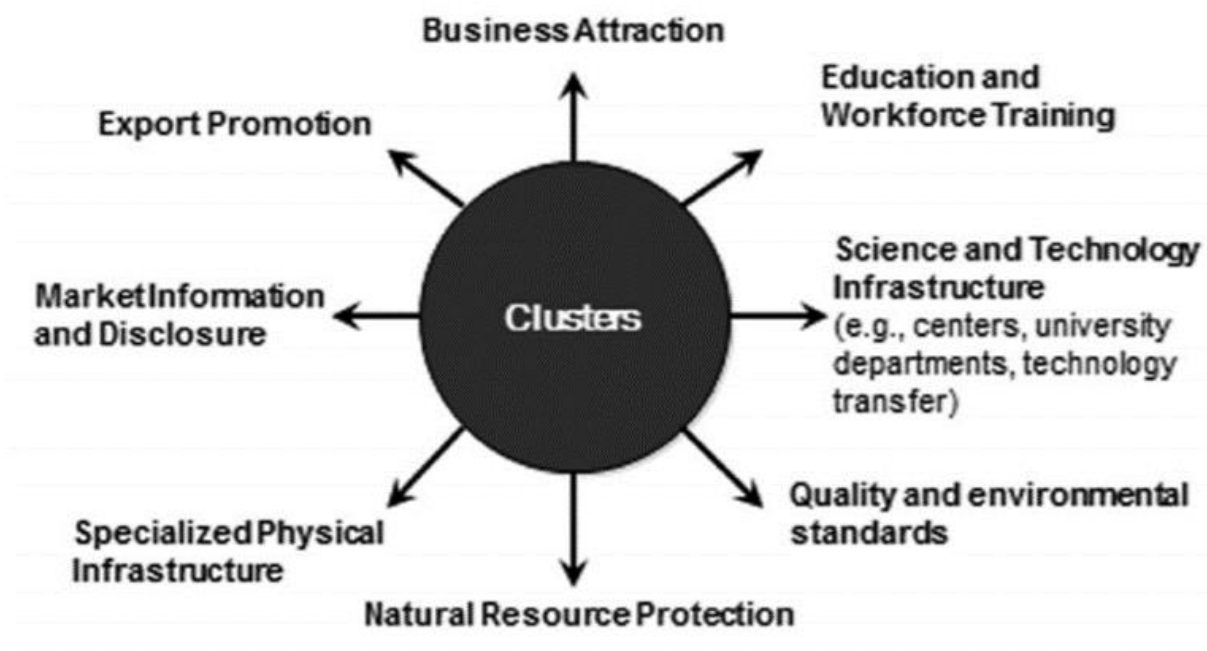 Business Attraction
Education and
Workforce Training
Export Promotion
Science and Technology
Infrastructure
(e.g., centers, university
departments, technology
transfer)
Market Information
and Disclosure
Clusters
Quality and environmental
standards
Specialized Physical
Infrastructure
Natural Resource Protection